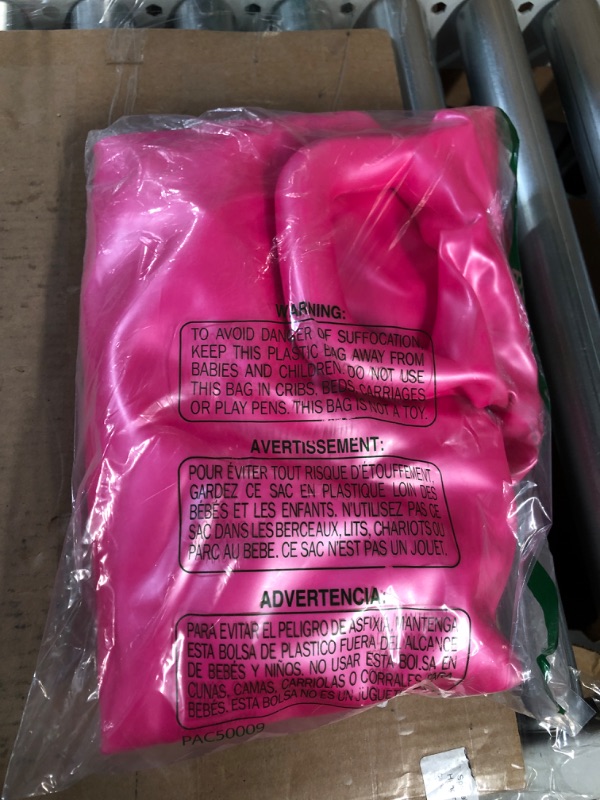 WARNING:
TO AVOID DANGER OF SUFFOCATION,
KEEP THIS PLASTIC BAG AWAY FROM
BABIES AND CHILDREN. DO NOT USE
THIS BAG IN CRIBS. BEDS, CARRIAGES
OR PLAY PENS. THIS BAG IS NOT A TOY.
AVERTISSEMENT:
POUR ÉVITER TOUT RISQUE D'ÉTOUFFEMENT,
GARDEZ CE SAC EN PLASTIQUE LOIN DES
BÉBÉS ET LES ENFANTS. N'UTILISEZ PAS CE
SAC DANS LES BERCEAUX, LITS, CHARIOTS OU
PARC AU BEBE. CE SAC N'EST PAS UN JOUET.
ADVERTENCIA:
PARA EVITAR EL PELIGRO DE ASFIXIA, MANTENGA
ESTA BOLSA DE PLASTICO FUERA DEL ALCANCE
DE BEBÉS Y NIÑOS. NO USAR ESTA BOLSA EN
CUNAS, CAMAS, CARRIOLAS O CORRALES PARA
BEBÉS. ESTA BOLSA NO ES UN JUGUETE
PAC50009